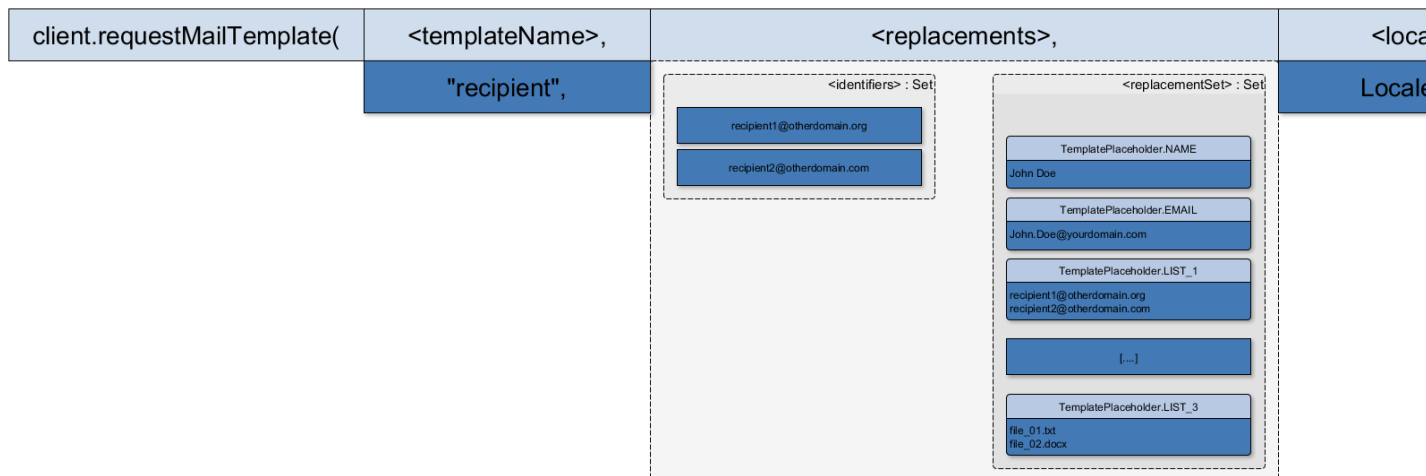 client.requestMailTemplate(
<templateName>,
<replacements>,
<loca
"recipient",
Locale
<identifiers> : Set
recipient1@otherdomain.org
recipient2@otherdomain.com
<replacementSet> : Set
TemplatePlaceholder.NAME
John Doe
TemplatePlaceholder.EMAIL
John.Doe@yourdomain.com
TemplatePlaceholder.LIST_1
recipient1@otherdomain.org
recipient2@otherdomain.com
[....]
TemplatePlaceholder.LIST_3
file_01.txt
file_02.docx